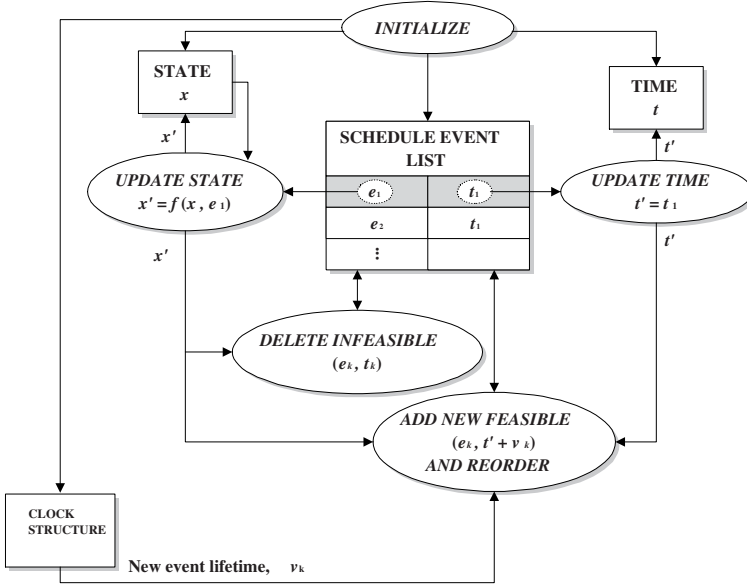 INITIALIZE
STATE
x
TIME
t
SCHEDULE EVENT
LIST
x'
t'
e₁ t₁
UPDATE STATE
x' = f (x , e₁)
UPDATE TIME
t' = t₁
e₂ t₁
⋮
x'
t'
DELETE INFEASIBLE
(eₖ, tₖ)
ADD NEW FEASIBLE
(eₖ, t' + vₖ)
AND REORDER
CLOCK
STRUCTURE
New event lifetime, vₖ